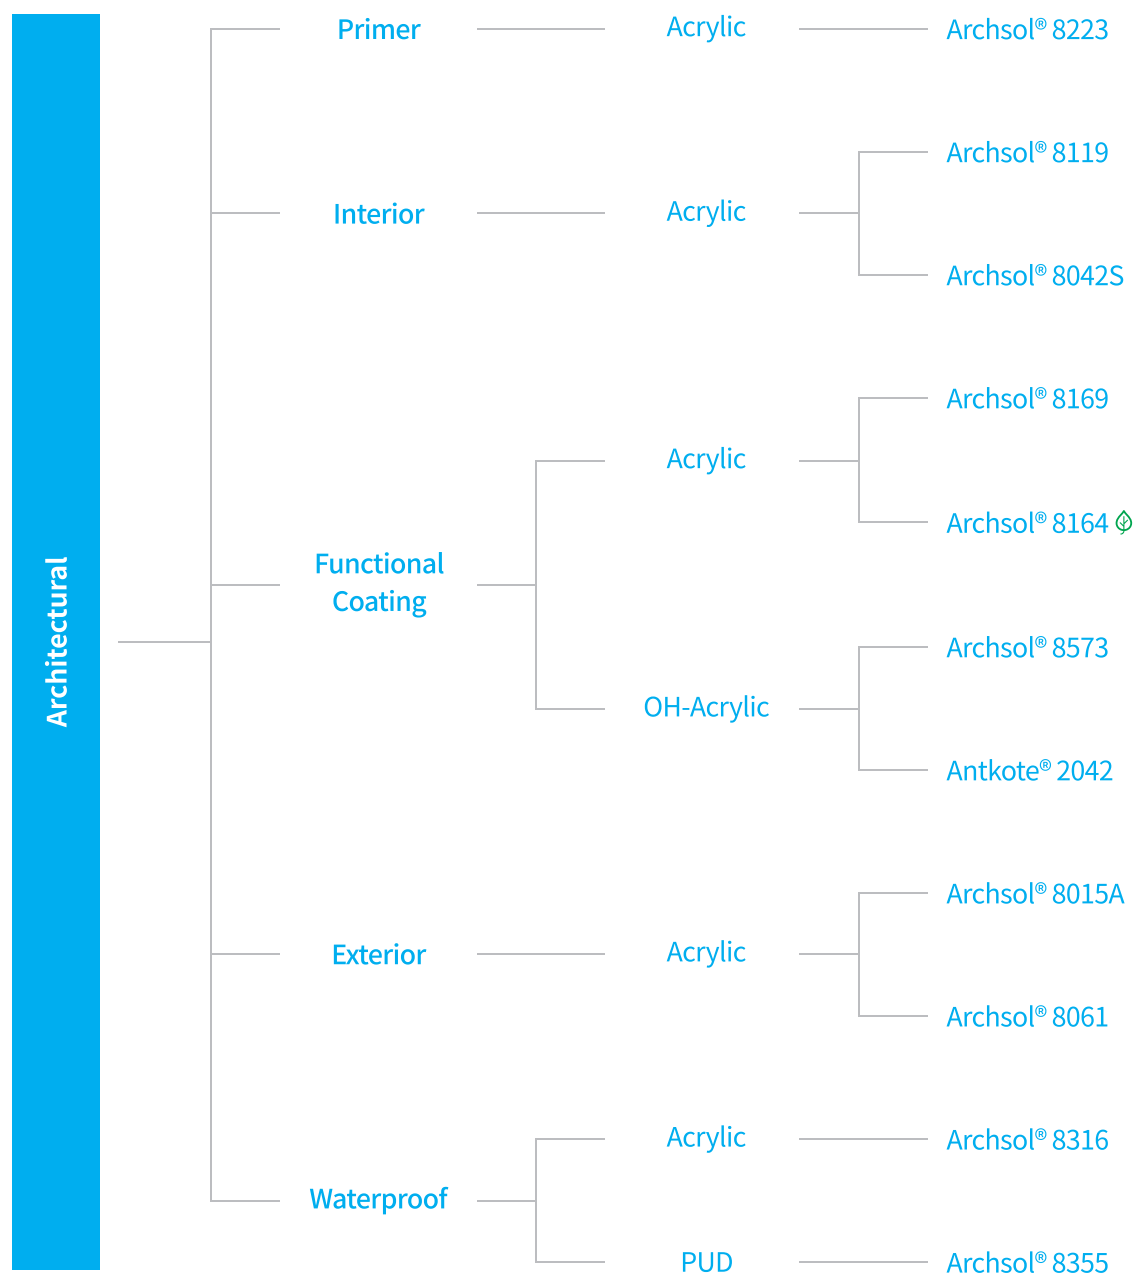 Architectural
Primer
Acrylic
Archsol® 8223
Interior
Acrylic
Archsol® 8119
Archsol® 8042S
Functional
Coating
Acrylic
Archsol® 8169
Archsol® 8164
OH-Acrylic
Archsol® 8573
Antkote® 2042
Exterior
Acrylic
Archsol® 8015A
Archsol® 8061
Waterproof
Acrylic
Archsol® 8316
PUD
Archsol® 8355